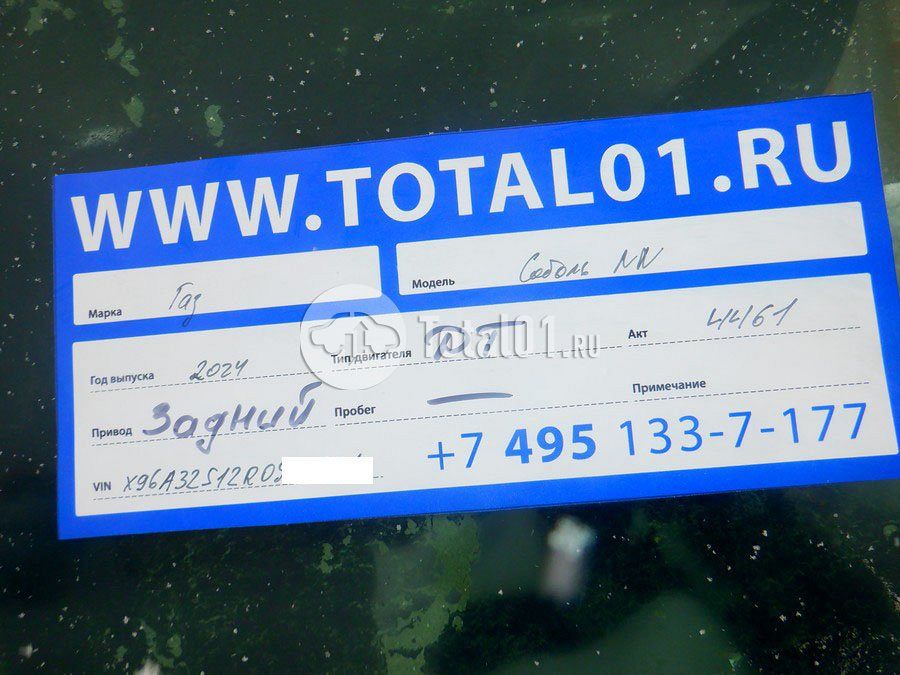 WWW.TOTAL01.RU
Марка Газ Модель Соболь NN
Год выпуска 2024 Тип двигателя Акт 4461
Total01.RU
Привод Задний Пробег — Примечание
VIN X96A32S12R0 +7 495 133-7-177